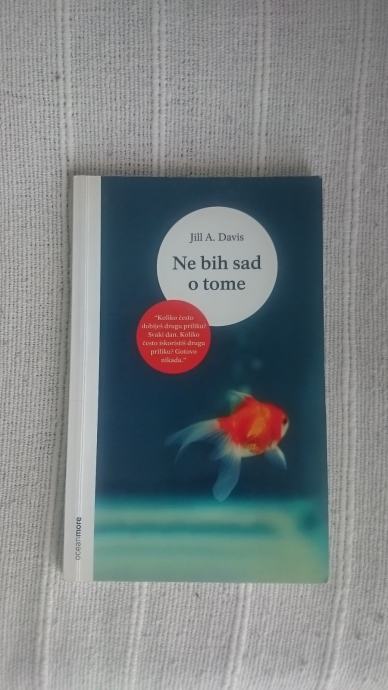 Jill A. Davis
Ne bih sad
o tome
"Koliko često
dobiješ drugu priliku?
Svaki dan. Koliko
često iskoristiš drugu
priliku? Gotovo
nikada."
oceanmore